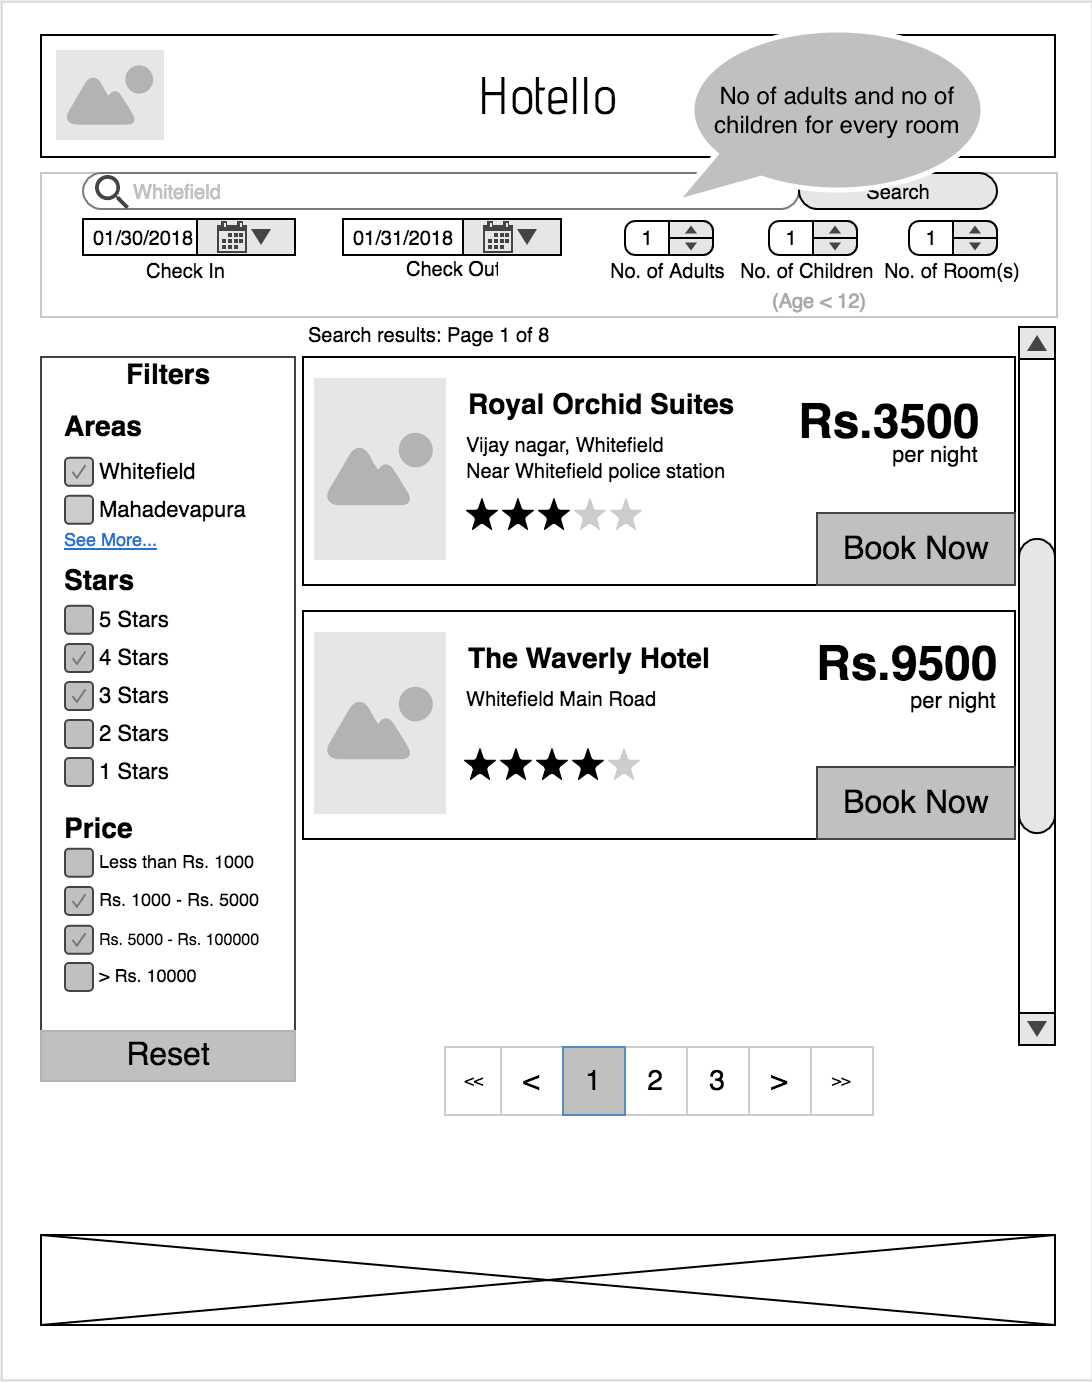 Hotello
No of adults and no of
children for every room
Whitefield
Search
01/30/2018
01/31/2018
1
1
1
Check In
Check Out
No. of Adults
No. of Children
No. of Room(s)
(Age < 12)
Search results: Page 1 of 8
Filters
Areas
Whitefield
Mahadevapura
See More...
Stars
5 Stars
4 Stars
3 Stars
2 Stars
1 Stars
Price
Less than Rs. 1000
Rs. 1000 - Rs. 5000
Rs. 5000 - Rs. 100000
> Rs. 10000
Reset
Royal Orchid Suites
Vijay nagar, Whitefield
Near Whitefield police station
Rs.3500
per night
Book Now
The Waverly Hotel
Whitefield Main Road
Rs.9500
per night
Book Now
<< < 1 2 3 > >>